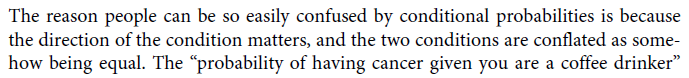 The reason people can be so easily confused by conditional probabilities is because
the direction of the condition matters, and the two conditions are conflated as some-
how being equal. The “probability of having cancer given you are a coffee drinker”